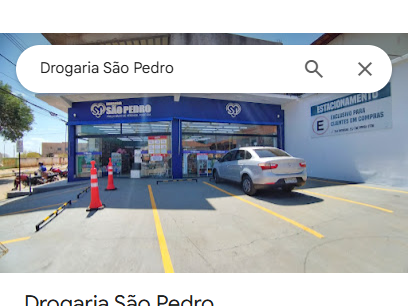 Drogaria São Pedro
SÃO PEDRO
ESTACIONAMENTO
E
EXCLUSIVO PARA
CLIENTES EM COMPRAS
Drogaria São Pedro